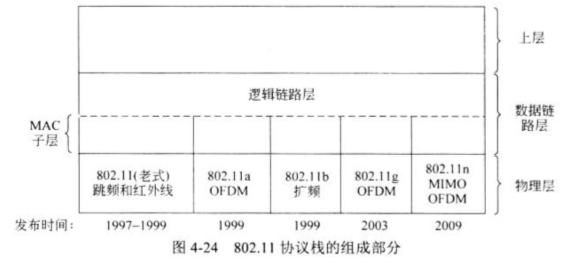 上层
逻辑链路层
数据链
路层
MAC
子层
802.11(老式)
跳频和红外线
802.11a
OFDM
802.11b
扩频
802.11g
OFDM
802.11n
MIMO
OFDM
物理层
发布时间: 1997–1999 1999 1999 2003 2009
图 4-24 802.11 协议栈的组成部分